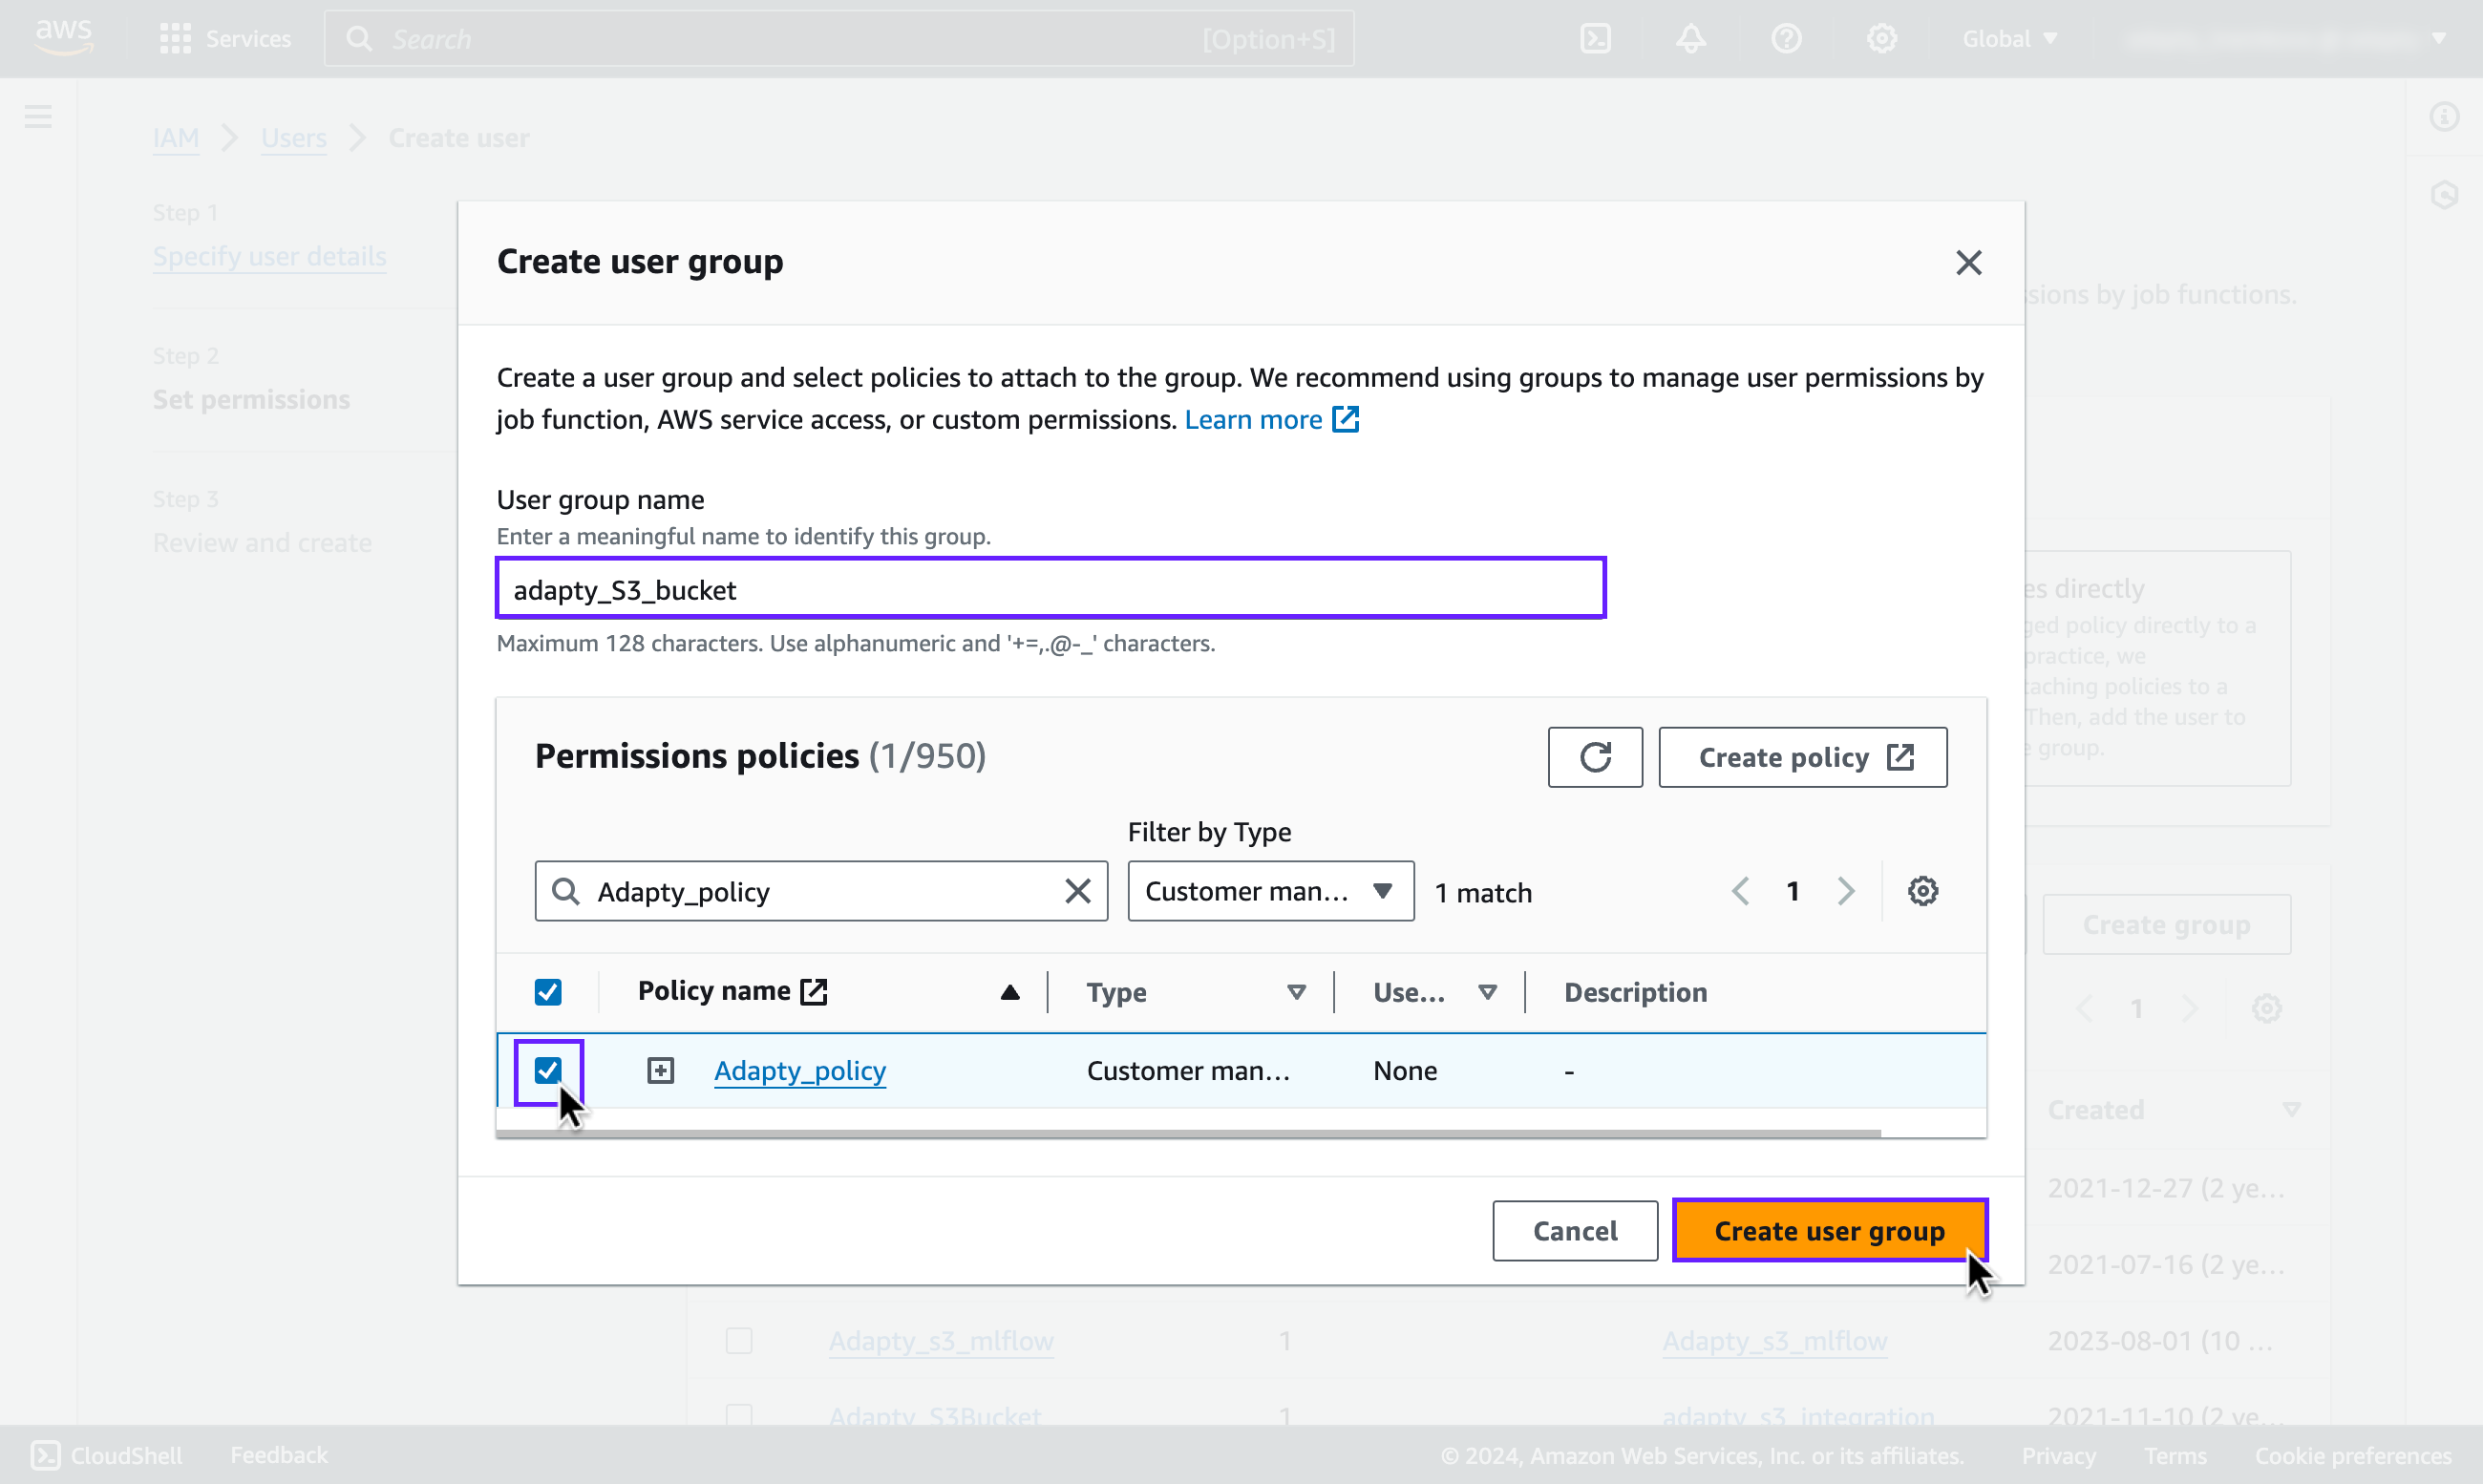 aws
Services
Search
[Option+S]
Global
IAM
Users
Create user
Step 1
Specify user details
Step 2
Set permissions
Step 3
Review and create
Create user group
Create a user group and select policies to attach to the group. We recommend using groups to manage user permissions by
job function, AWS service access, or custom permissions. Learn more
User group name
Enter a meaningful name to identify this group.
adapty_S3_bucket
Maximum 128 characters. Use alphanumeric and '+=,.@-_' characters.
Permissions policies (1/950)
Create policy
Filter by Type
Adapty_policy
Customer man...
1 match
1
Policy name
Type
Use...
Description
Adapty_policy
Customer man...
None
-
Cancel
Create user group
by job functions.
directly
policy directly to a
practice, we
policies to a
Then, add the user to
group.
Create group
1
Created
2021-12-27 (2 ye...
2021-07-16 (2 ye...
Adapty_s3_mlflow
1
Adapty_s3_mlflow
2023-08-01 (10 ...
Adapty_S3Bucket
1
adapty_s3_integration
2021-11-10 (2 ye...
CloudShell
Feedback
© 2024, Amazon Web Services, Inc. or its affiliates.
Privacy
Terms
Cookie preferences